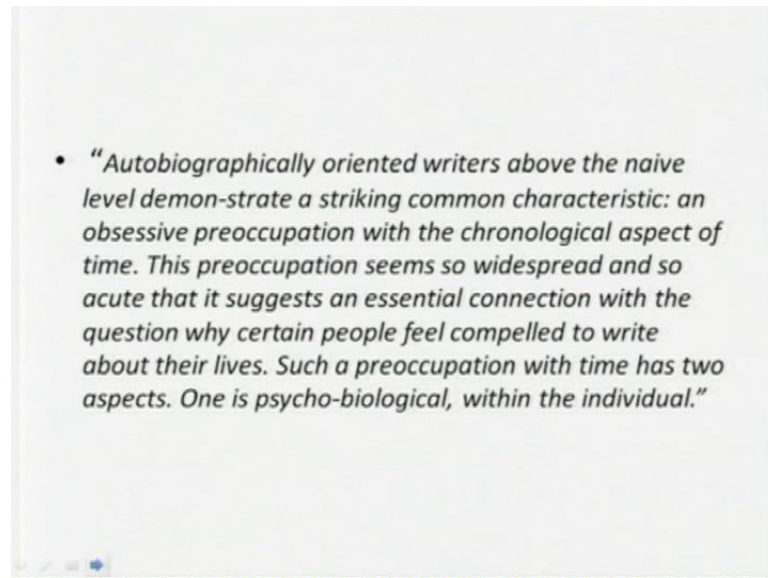 • “Autobiographically oriented writers above the naive
level demon-strate a striking common characteristic: an
obsessive preoccupation with the chronological aspect of
time. This preoccupation seems so widespread and so
acute that it suggests an essential connection with the
question why certain people feel compelled to write
about their lives. Such a preoccupation with time has two
aspects. One is psycho-biological, within the individual.”